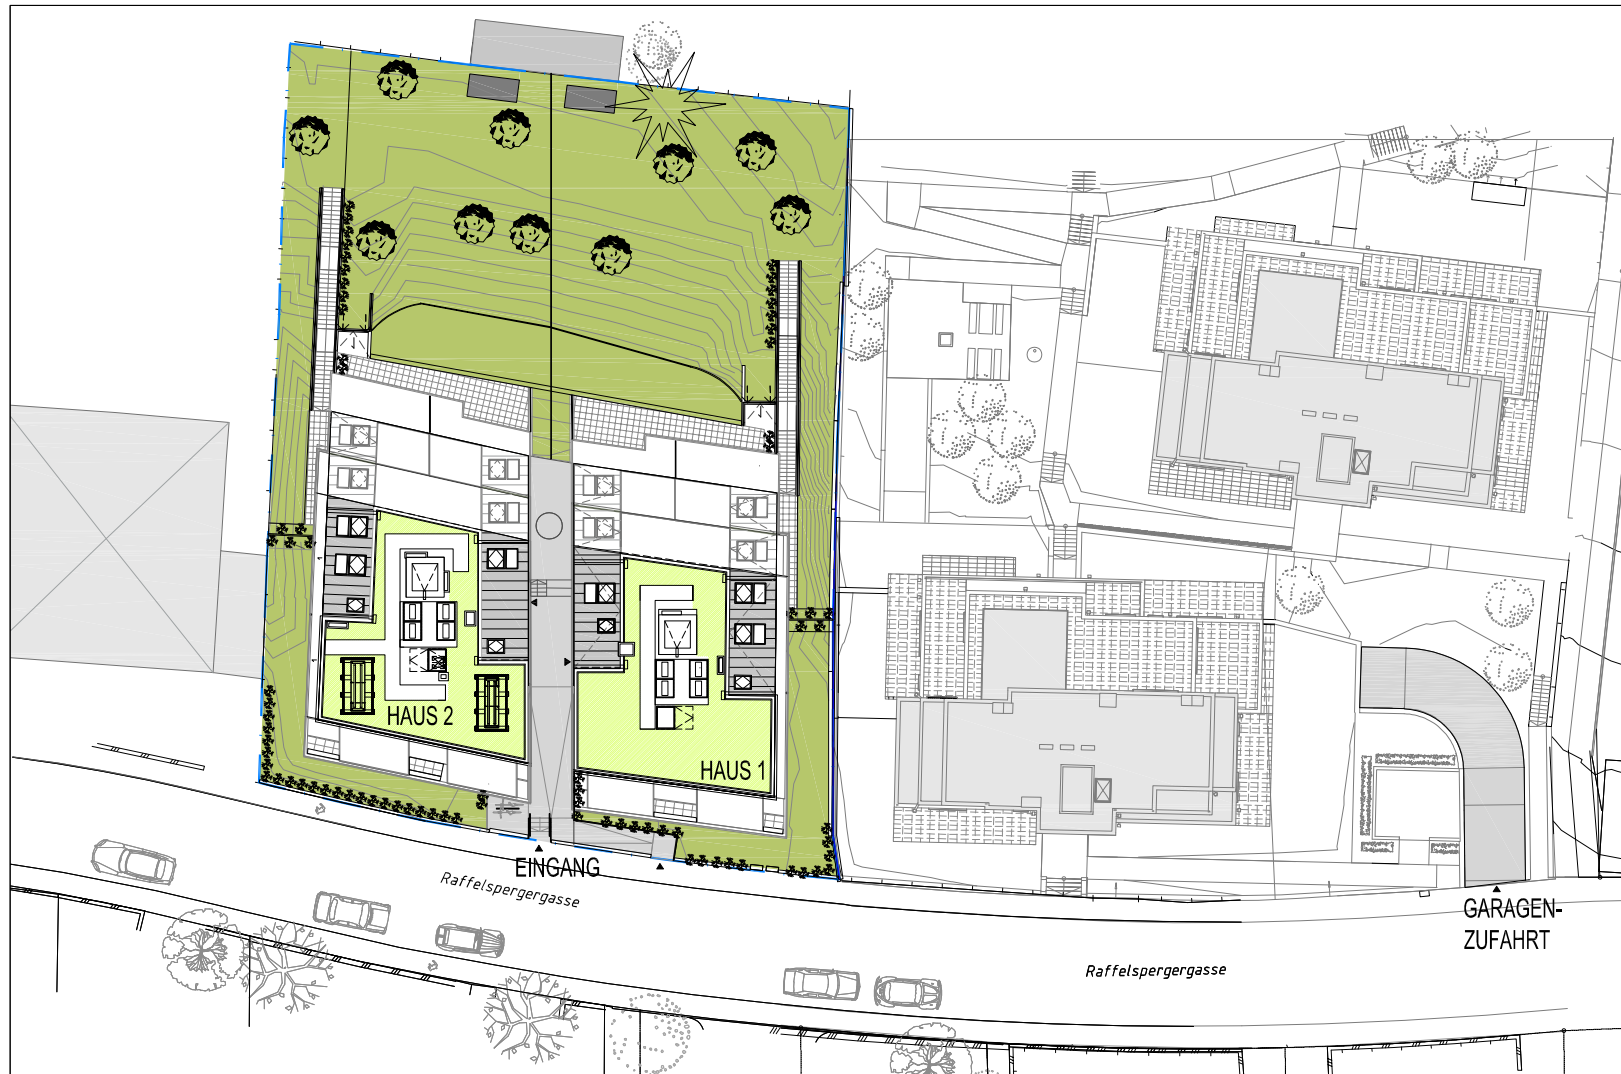 HAUS 2
HAUS 1
EINGANG
Raffelspergergasse
GARAGEN-
ZUFAHRT
Raffelspergergasse